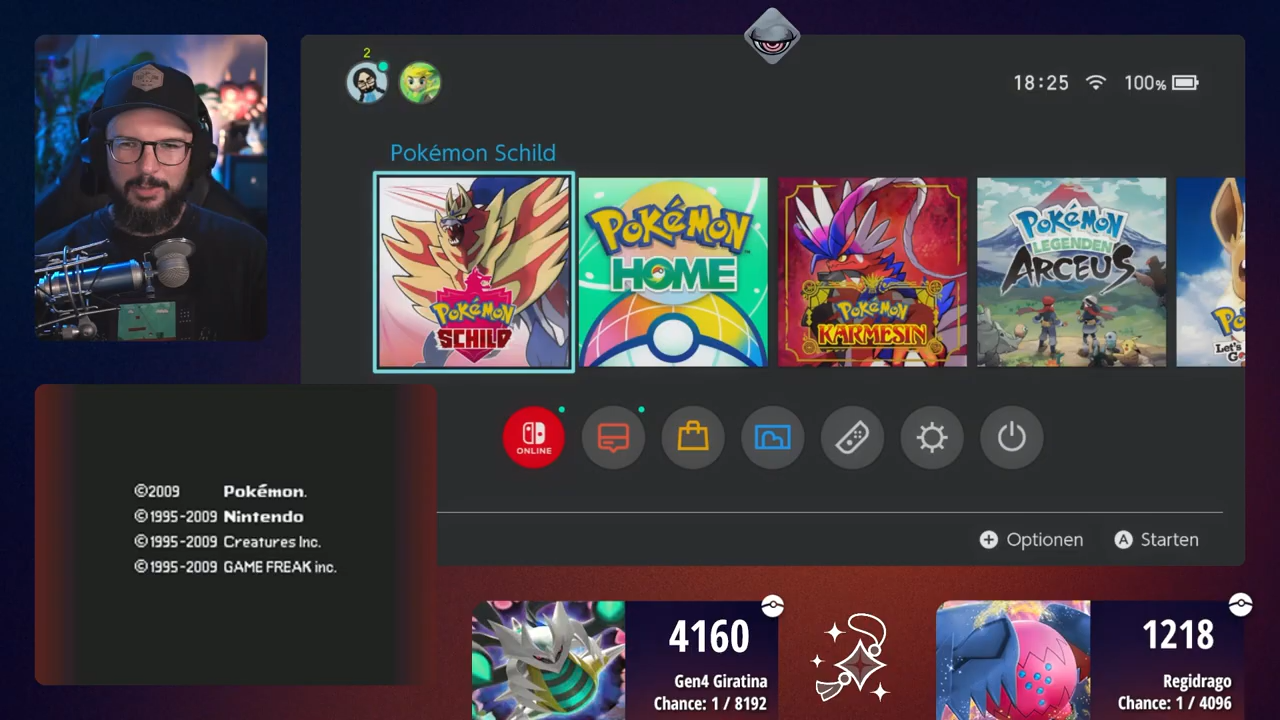 2
18:25
100%
Pokémon Schild
POKÉMON
SCHILD
POKÉMON
HOME
POKÉMON
KARMESIN
POKÉMON
LEGENDEN
ARCEUS
Let's
ONLINE
©2009 Pokémon.
©1995-2009 Nintendo
©1995-2009 Creatures Inc.
©1995-2009 GAME FREAK inc.
Optionen
Starten
4160
Gen4 Giratina
Chance: 1 / 8192
1218
Regidrago
Chance: 1 / 4096